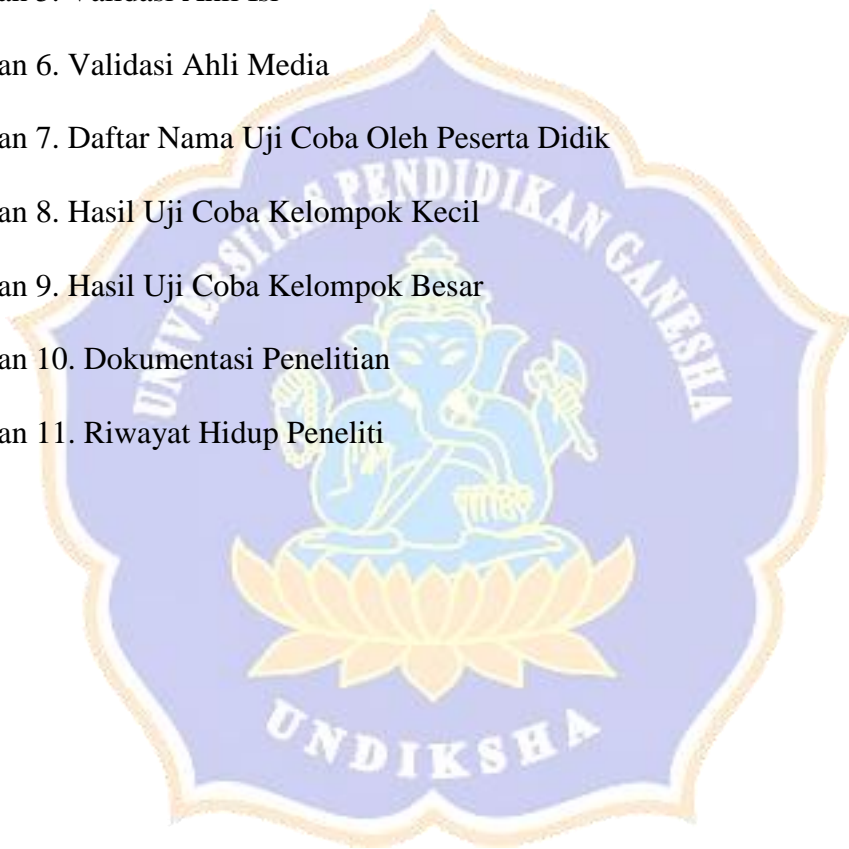 an 5. Validasi Ahli Isi
an 6. Validasi Ahli Media
an 7. Daftar Nama Uji Coba Oleh Peserta Didik
an 8. Hasil Uji Coba Kelompok Kecil
an 9. Hasil Uji Coba Kelompok Besar
an 10. Dokumentasi Penelitian
an 11. Riwayat Hidup Peneliti
UNIVERSITAS PENDIDIKAN GANESHA
UNDIKSHA